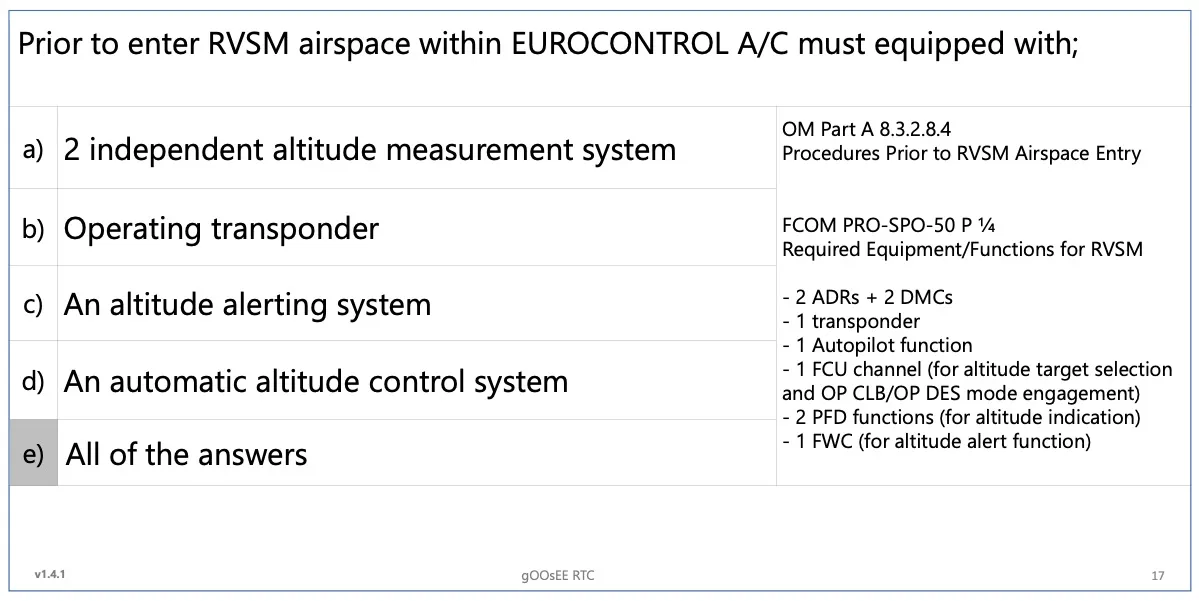 Prior to enter RVSM airspace within EUROCONTROL A/C must equipped with;
a) 2 independent altitude measurement system
b) Operating transponder
c) An altitude alerting system
d) An automatic altitude control system
e) All of the answers
OM Part A 8.3.2.8.4
Procedures Prior to RVSM Airspace Entry
FCOM PRO-SPO-50 P ¼
Required Equipment/Functions for RVSM
- 2 ADRs + 2 DMCs
- 1 transponder
- 1 Autopilot function
- 1 FCU channel (for altitude target selection
and OP CLB/OP DES mode engagement)
- 2 PFD functions (for altitude indication)
- 1 FWC (for altitude alert function)
v1.4.1
gOOsEE RTC
17